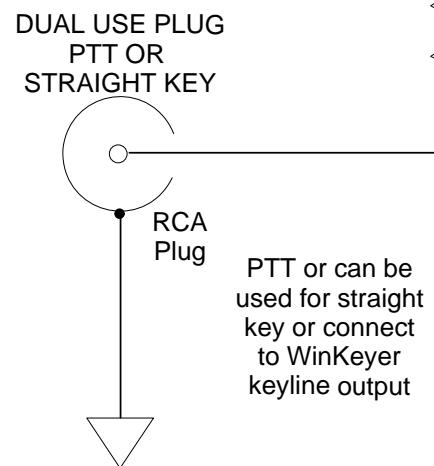 DUAL USE PLUG
PTT OR
STRAIGHT KEY
RCA
Plug
PTT or can be
used for straight
key or connect
to WinKeyer
keyline output